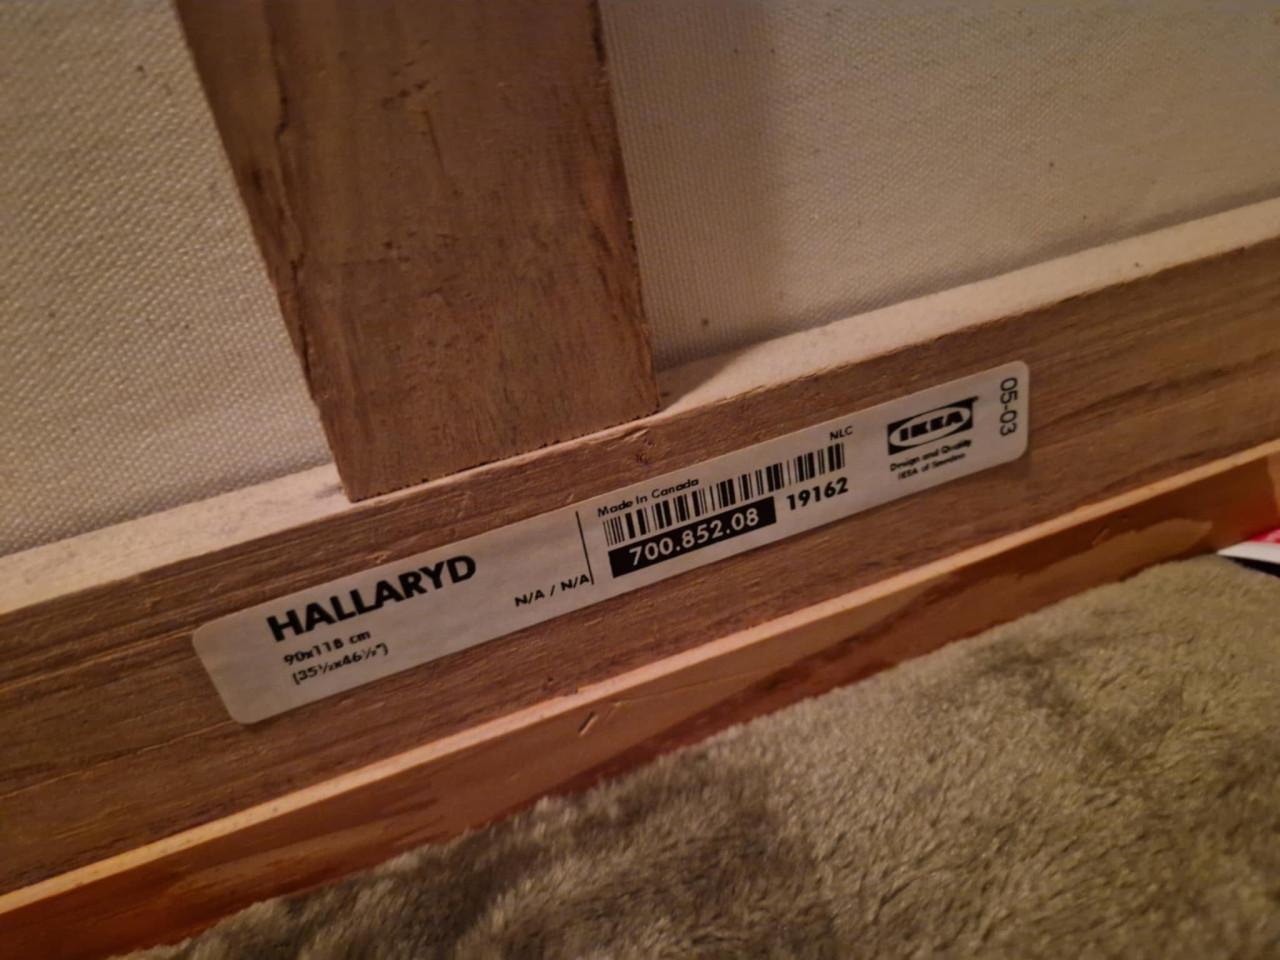 HALLARYD
90x118 cm
(35½x46½")
N/A / N/A
Made in Canada
NLC
700.852.08
19162
IKEA
Design and Quality
IKEA of Sweden
05-03